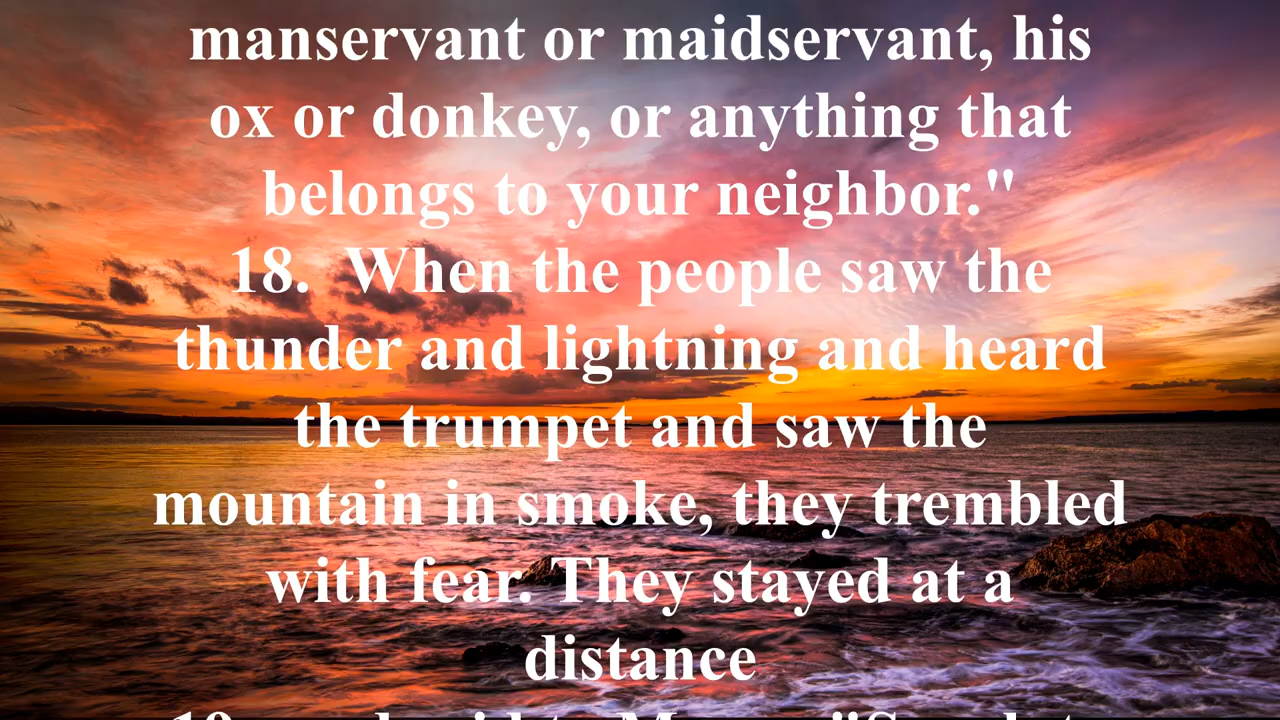 manservant or maidservant, his
ox or donkey, or anything that
belongs to your neighbor."
18. When the people saw the
thunder and lightning and heard
the trumpet and saw the
mountain in smoke, they trembled
with fear. They stayed at a
distance